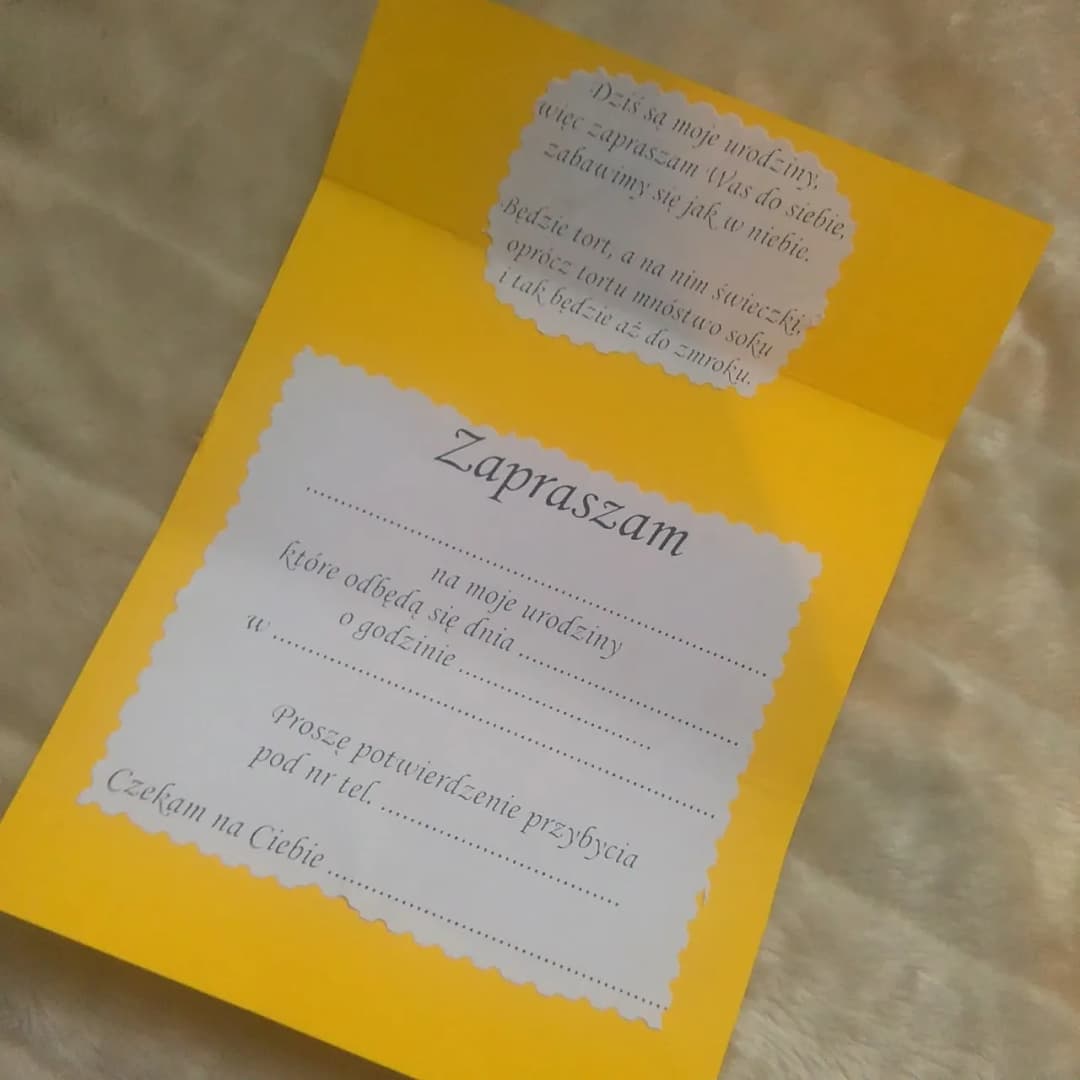 Dziś są moje urodziny,
więc zapraszam Was do siebie,
zabawimy się jak w niebie.
Będzie tort, a na nim świeczki,
oprócz tortu mnóstwo soku
i tak będzie aż do zmroku.
Zapraszam
..............................................................................
na moje urodziny
które odbędą się dnia .....................................
o godzinie ................................
w .........................................................................
Proszę potwierdzenie przybycia
pod nr tel. .......................................
Czekam na Ciebie .......................................................